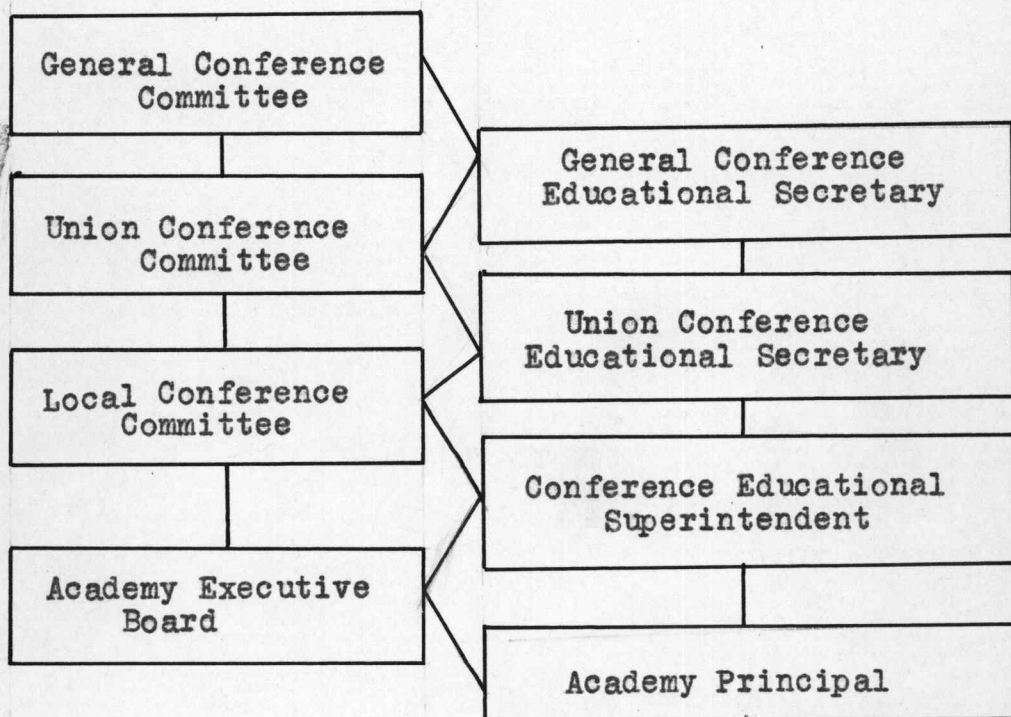 General Conference
Committee
General Conference
Educational Secretary
Union Conference
Committee
Union Conference
Educational Secretary
Local Conference
Committee
Conference Educational
Superintendent
Academy Executive
Board
Academy Principal